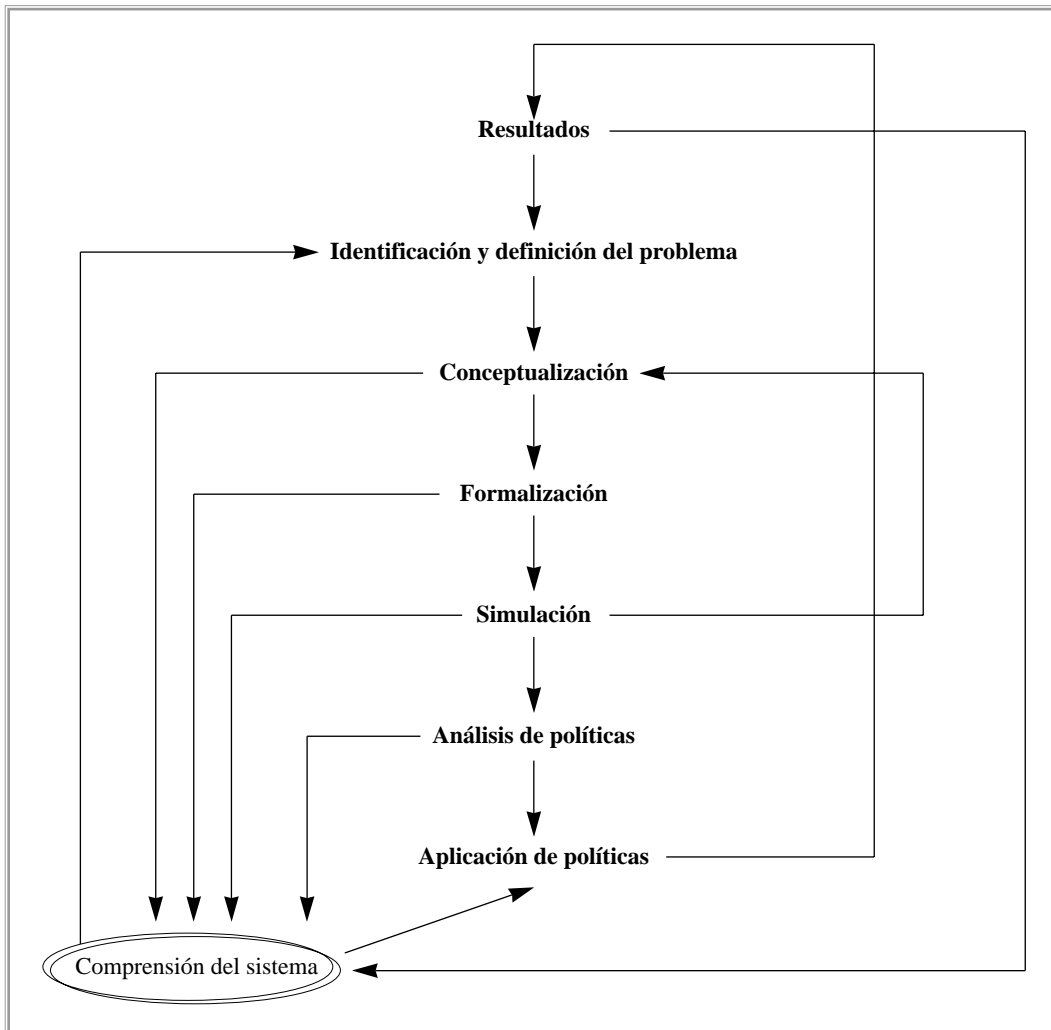 Resultados
Identificación y definición del problema
Conceptualización
Formalización
Simulación
Análisis de políticas
Aplicación de políticas
Comprensión del sistema